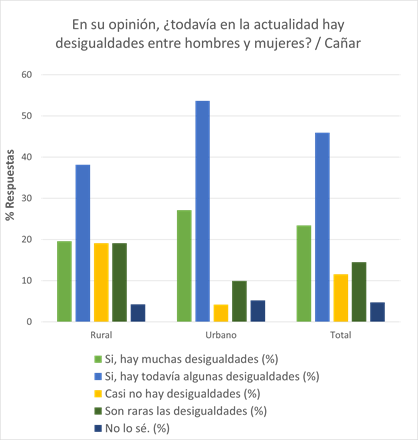 En su opinión, ¿todavía en la actualidad hay
desigualdades entre hombres y mujeres? / Cañar
60
50
40
30
20
10
0
% Respuestas
Rural
Urbano
Total
Si, hay muchas desigualdades (%)
Si, hay todavía algunas desigualdades (%)
Casi no hay desigualdades (%)
Son raras las desigualdades (%)
No lo sé. (%)